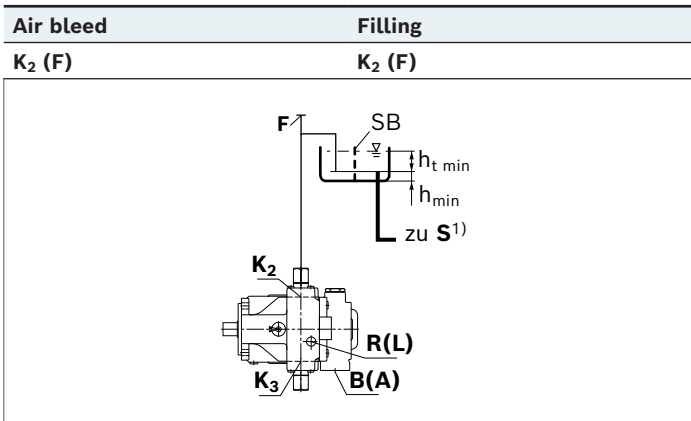 Air bleed Filling
K₂ (F) K₂ (F)
F
SB
hₜ ₘᵢₙ
hₘᵢₙ
zu S¹⁾
K₂
R(L)
K₃
B(A)